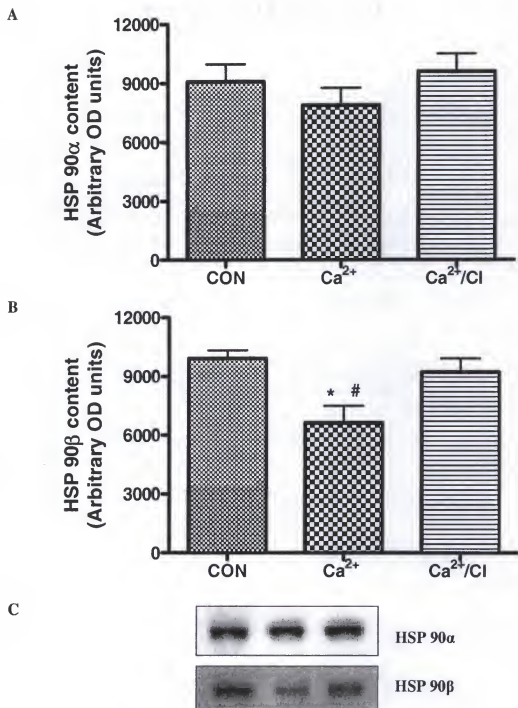 A
HSP 90α content
(Arbitrary OD units)
12000
9000
6000
3000
0
CON
Ca²⁺
Ca²⁺/CI
B
HSP 90β content
(Arbitrary OD units)
12000
9000
6000
3000
0
* #
CON
Ca²⁺
Ca²⁺/CI
C
HSP 90α
HSP 90β